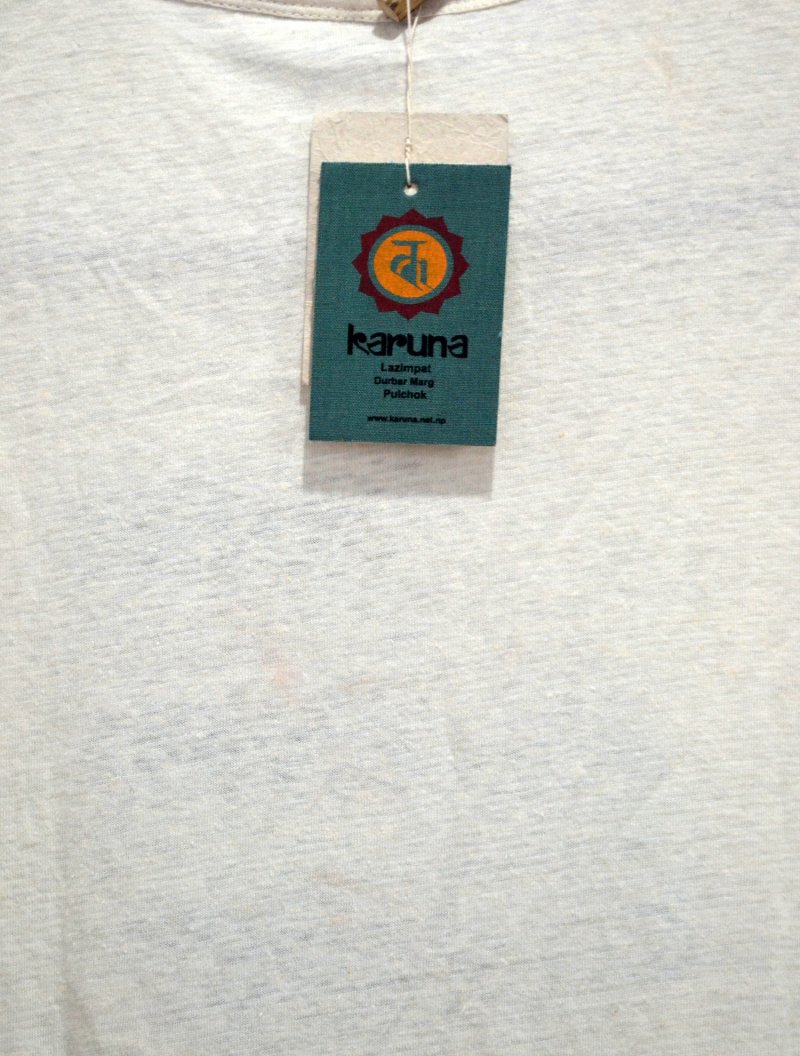 क
karuna
Lazimpat
Durbar Marg
Pulchok
www.karuna.net.np